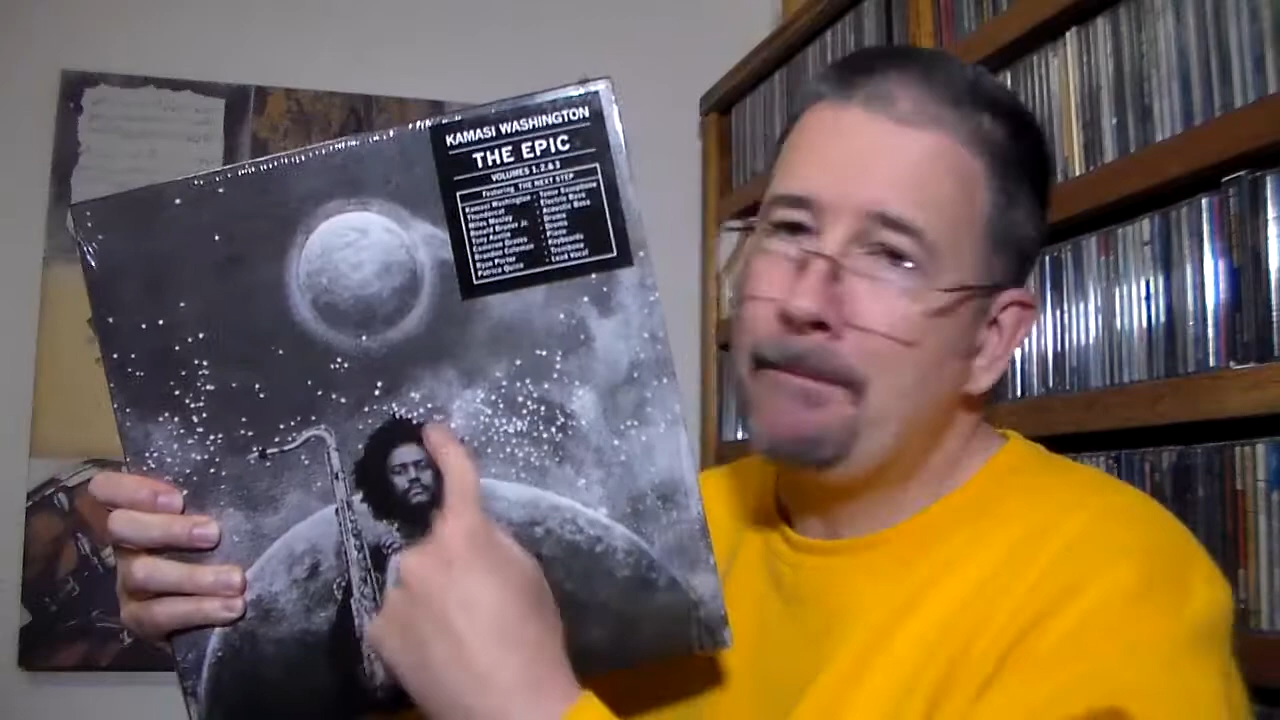 KAMASI WASHINGTON
THE EPIC
VOLUMES 1, 2 & 3
Featuring THE NEXT STEP
Kamasi Washington - Tenor Saxophone
Thundercat - Electric Bass
Miles Mosley - Acoustic Bass
Ronald Bruner Jr. - Drums
Tony Austin - Drums
Cameron Graves - Piano
Brandon Coleman - Keyboards
Ryan Porter - Trombone
Patrice Quinn - Lead Vocal